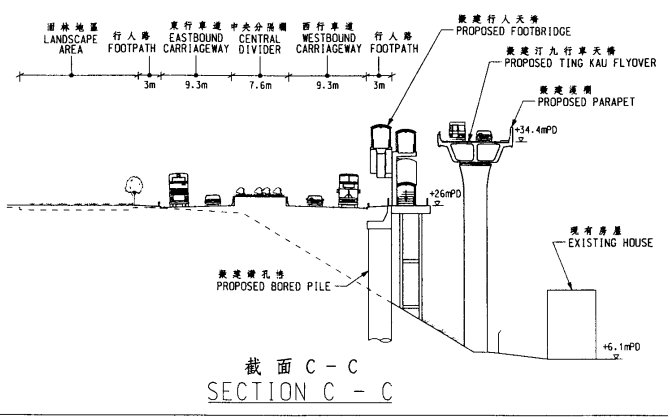 園林地區
LANDSCAPE
AREA
行人路
FOOTPATH
3m
東行車道
EASTBOUND
CARRIAGEWAY
9.3m
中央分隔欄
CENTRAL
DIVIDER
7.6m
西行車道
WESTBOUND
CARRIAGEWAY
9.3m
行人路
FOOTPATH
3m
擬建行人天橋
PROPOSED FOOTBRIDGE
擬建汀九行車天橋
PROPOSED TING KAU FLYOVER
擬建護欄
PROPOSED PARAPET
+34.4mPD
+26mPD
現有房屋
EXISTING HOUSE
擬建鑽孔樁
PROPOSED BORED PILE
+6.1mPD
截面 C - C
SECTION C - C